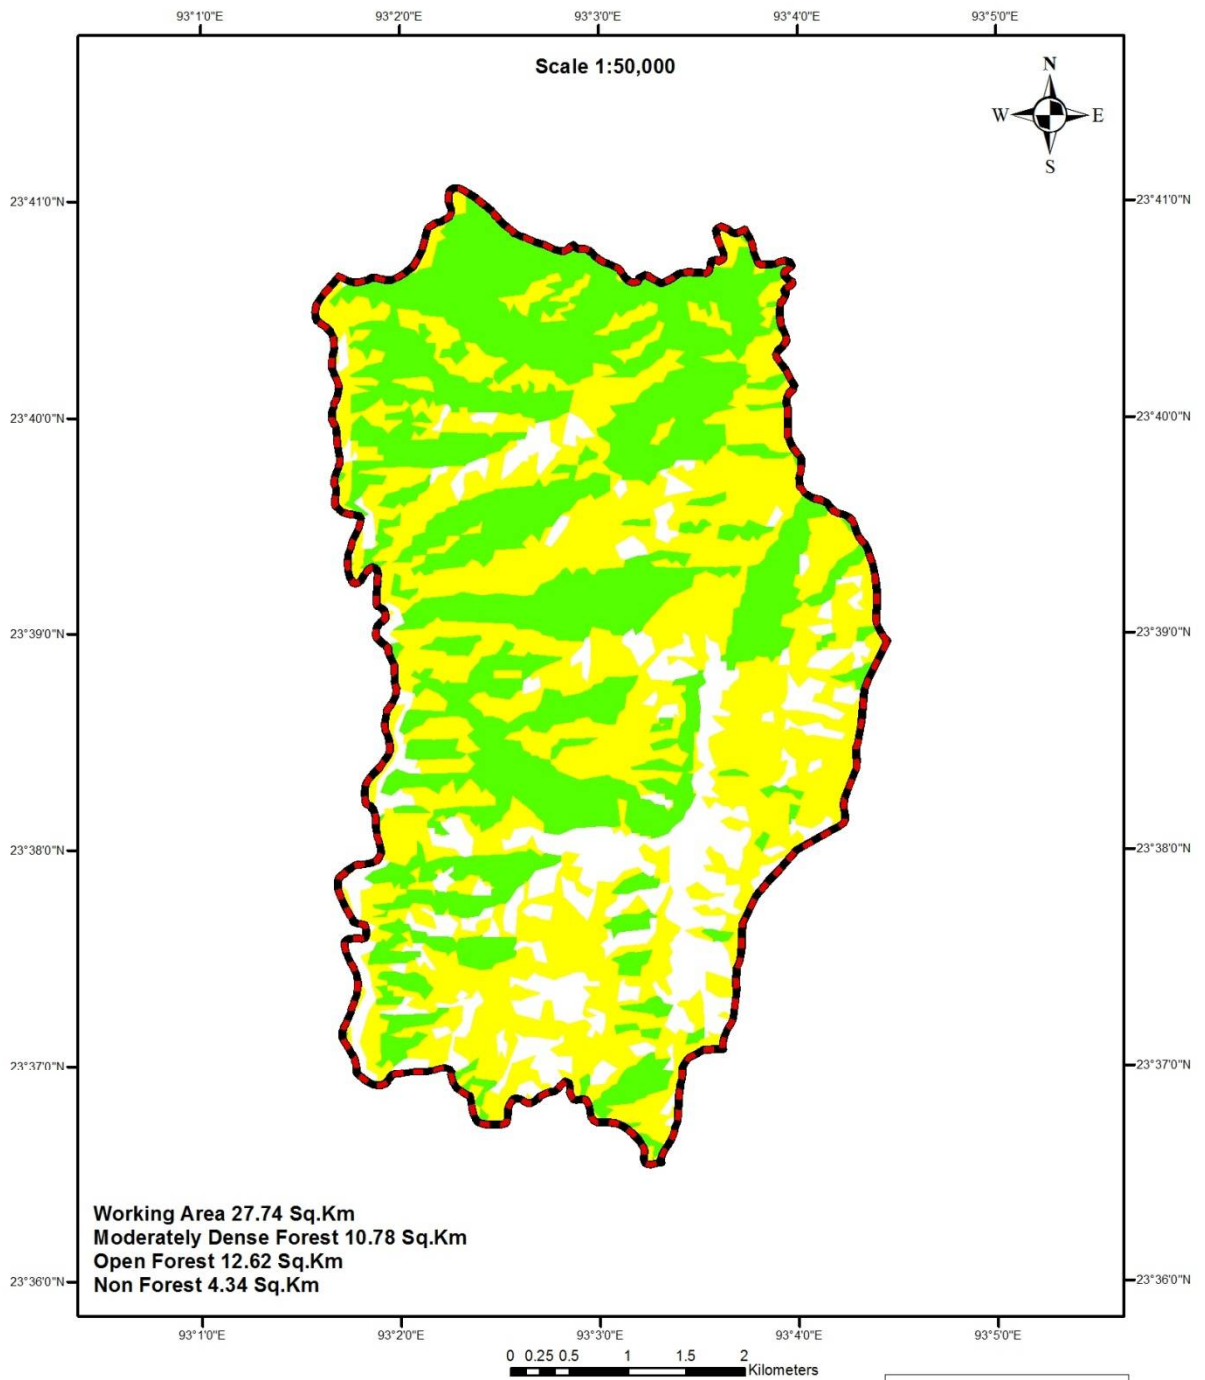 93°1'0"E 93°2'0"E 93°3'0"E 93°4'0"E 93°5'0"E
Scale 1:50,000
N
W E
S
23°41'0"N 23°41'0"N
23°40'0"N 23°40'0"N
23°39'0"N 23°39'0"N
23°38'0"N 23°38'0"N
23°37'0"N 23°37'0"N
Working Area 27.74 Sq.Km
Moderately Dense Forest 10.78 Sq.Km
Open Forest 12.62 Sq.Km
23°36'0"N Non Forest 4.34 Sq.Km 23°36'0"N
93°1'0"E 93°2'0"E 93°3'0"E 93°4'0"E 93°5'0"E
0 0.25 0.5 1 1.5 2
Kilometers